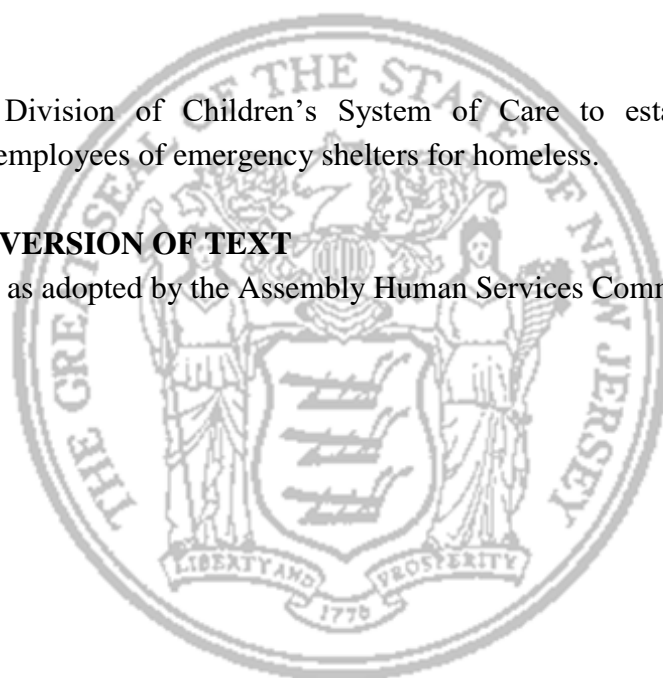 THE GREAT SEAL OF THE STATE OF NEW JERSEY
Division of Children’s System of Care to esta
employees of emergency shelters for homeless.
VERSION OF TEXT
as adopted by the Assembly Human Services Comm
LIBERTY AND PROSPERITY
1776